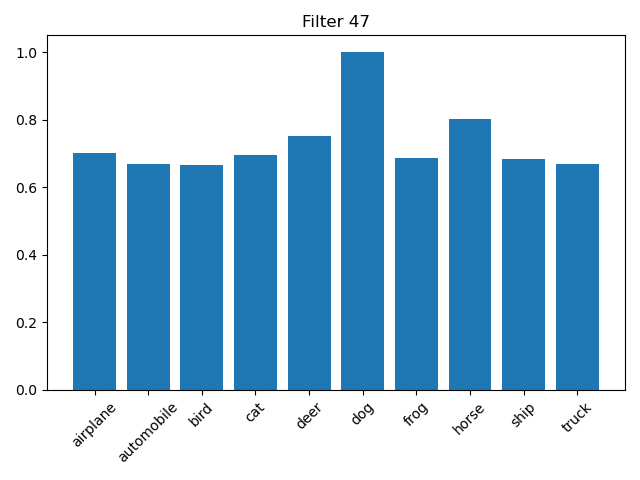 Filter 47
1.0
0.8
0.6
0.4
0.2
0.0
airplane
automobile
bird
cat
deer
dog
frog
horse
ship
truck